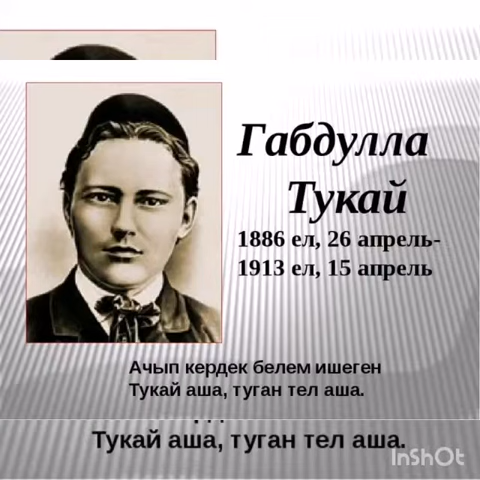 Габдулла
Тукай
1886 ел, 26 апрель-
1913 ел, 15 апрель
Ачып кердек белем ишеген
Тукай аша, туган тел аша.
Тукай аша, туган тел аша.
InShOt